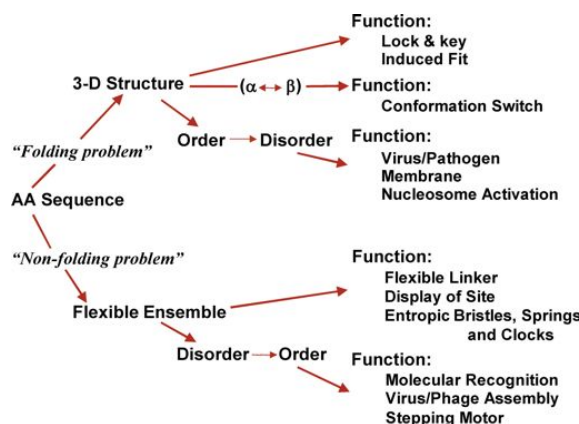 Function:
Lock & key
Induced Fit
3-D Structure
(α ↔ β)
Function:
Conformation Switch
Order → Disorder
Function:
Virus/Pathogen
Membrane
Nucleosome Activation
“Folding problem”
AA Sequence
“Non-folding problem”
Function:
Flexible Linker
Display of Site
Entropic Bristles, Springs
and Clocks
Flexible Ensemble
Disorder → Order
Function:
Molecular Recognition
Virus/Phage Assembly
Stepping Motor